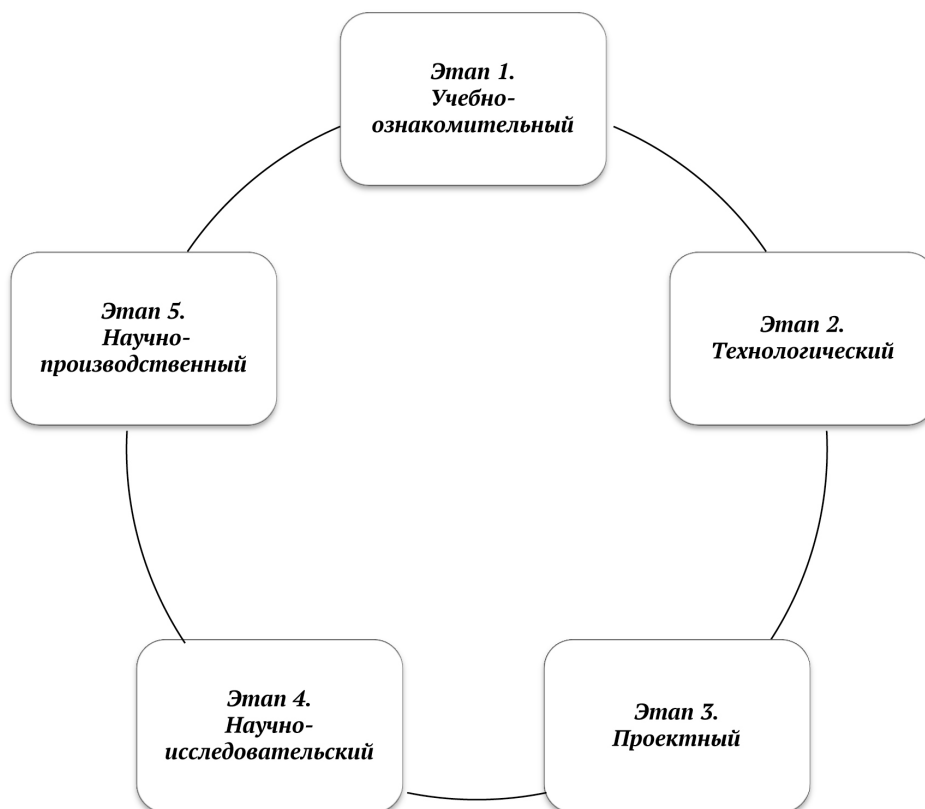 Этап 1.
Учебно-
ознакомительный
Этап 2.
Технологический
Этап 3.
Проектный
Этап 4.
Научно-
исследовательский
Этап 5.
Научно-
производственный